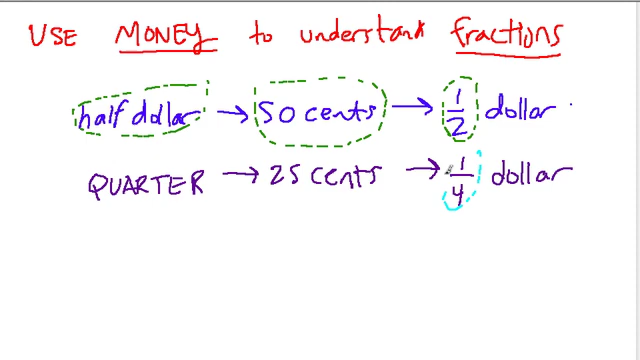 USE MONEY to understand fractions
half dollar → 50 cents → 1/2 dollar
QUARTER → 25 cents → 1/4 dollar